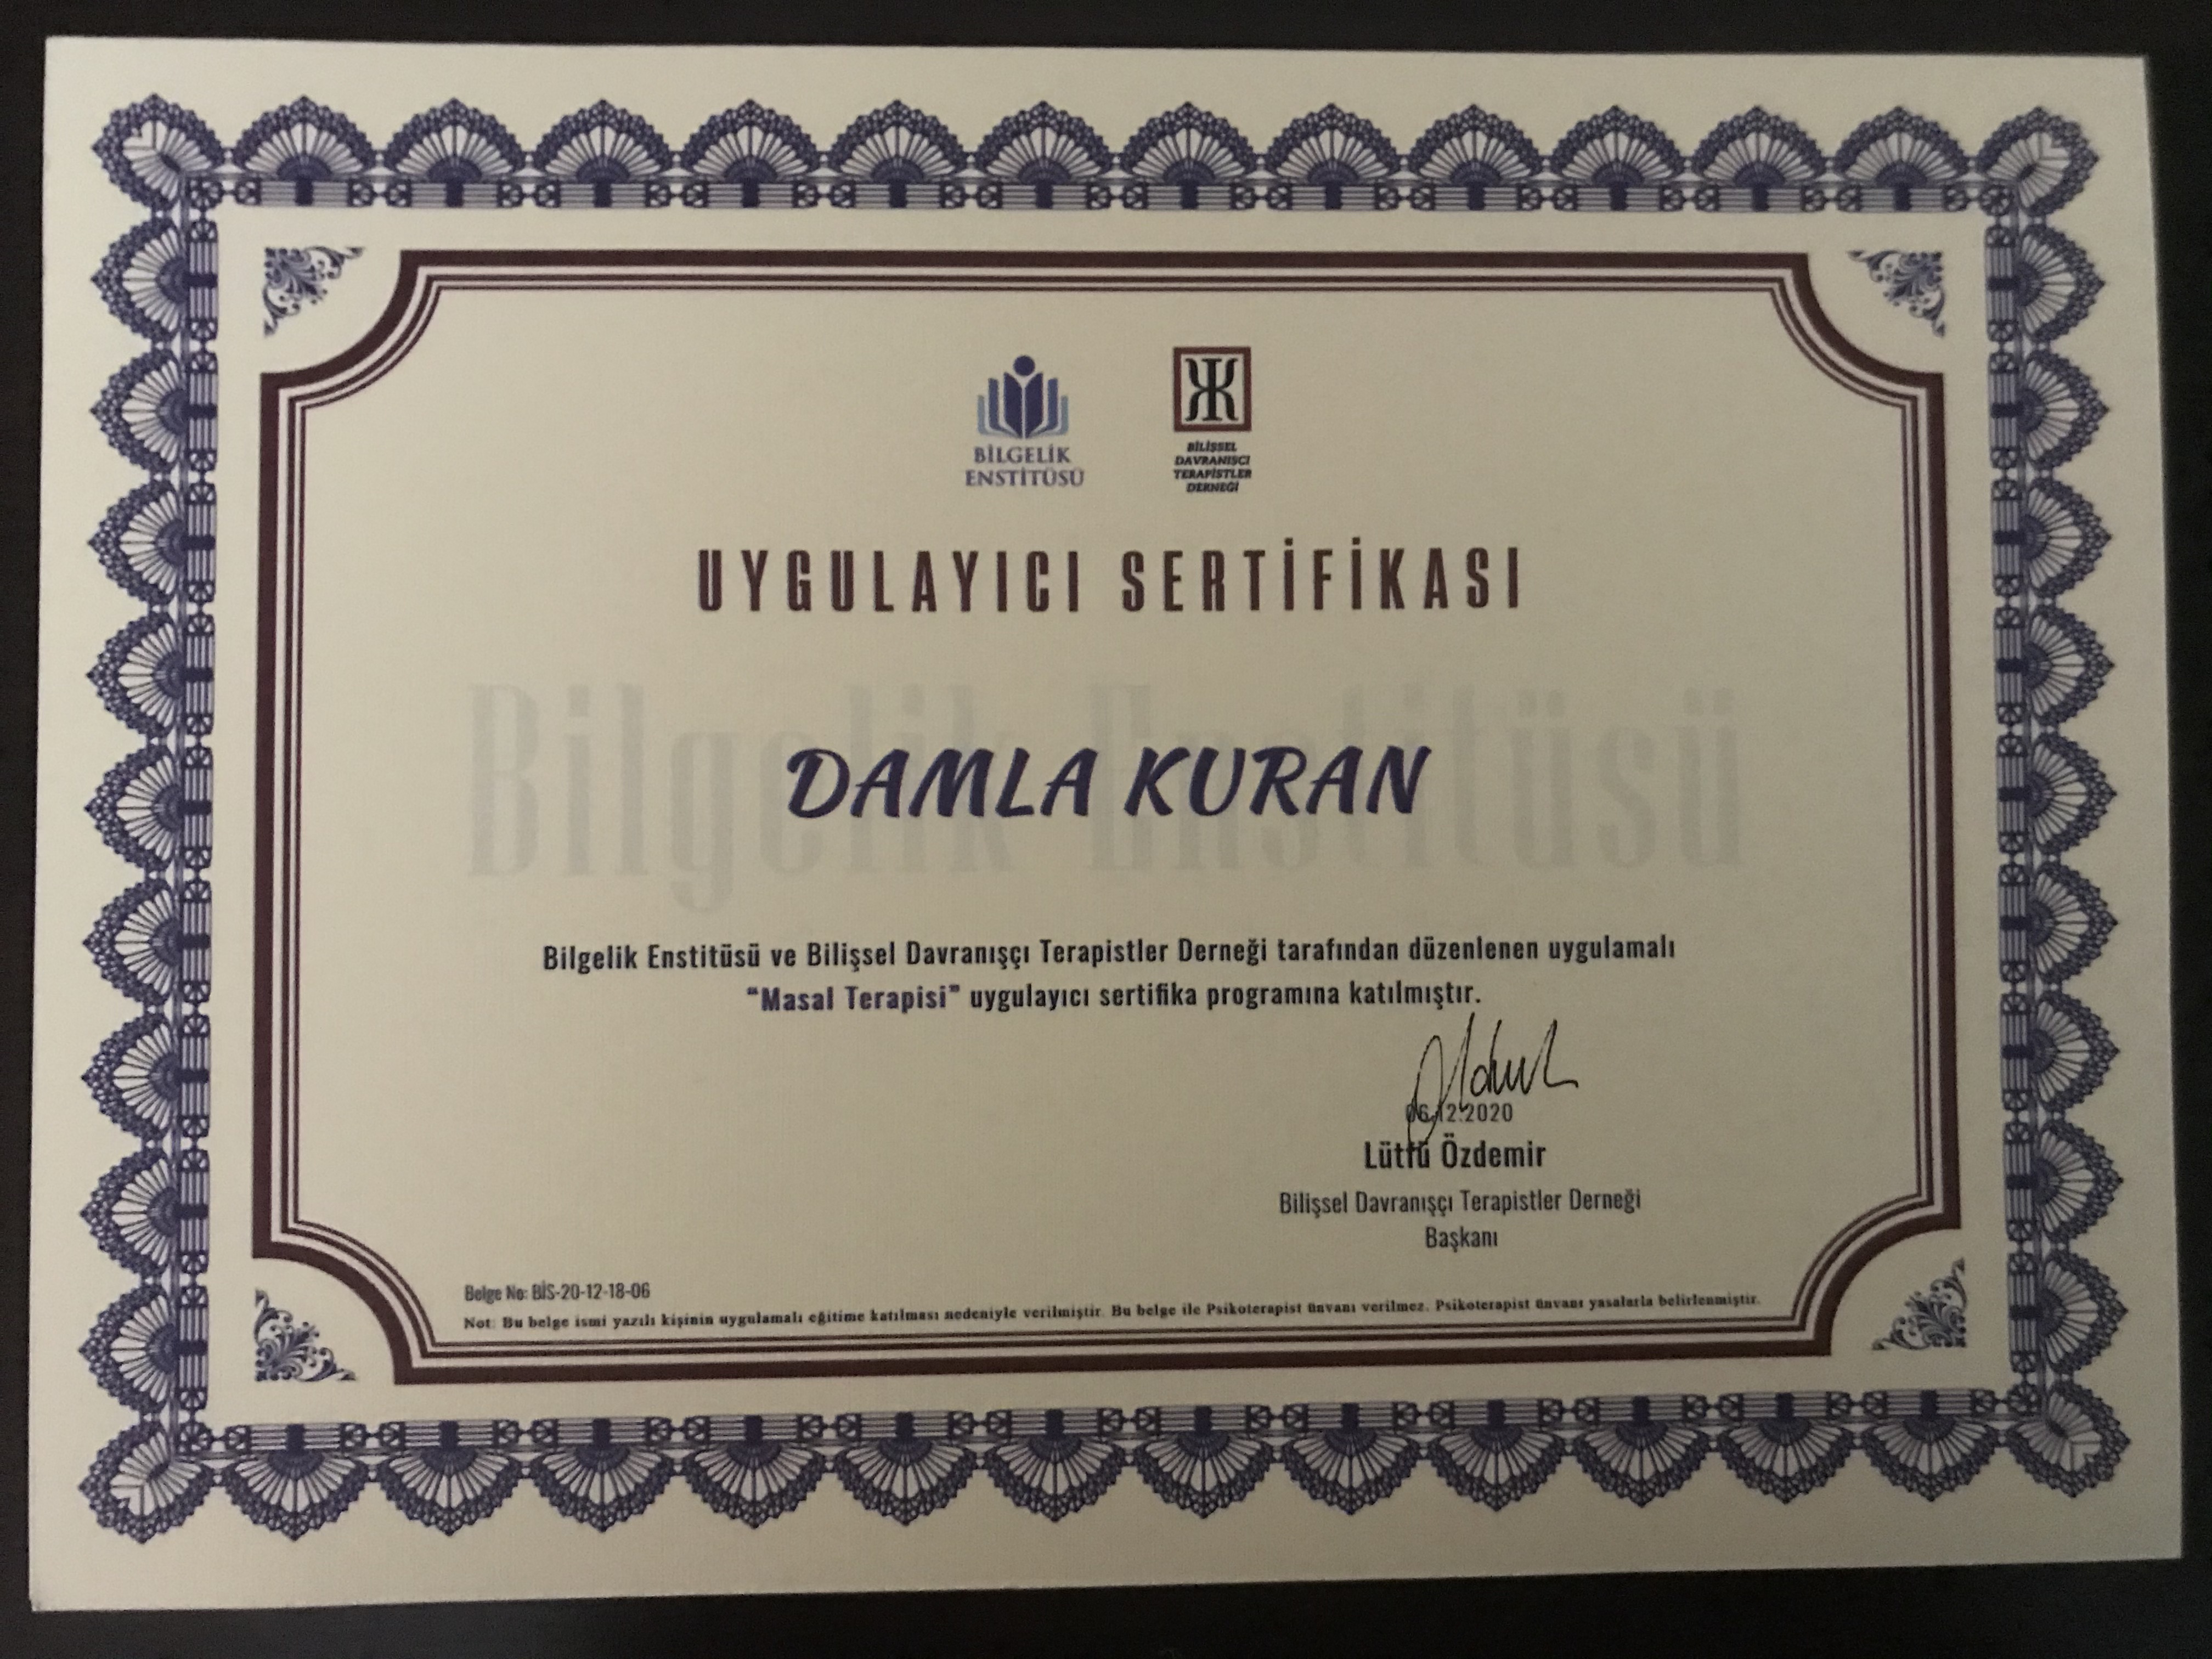 BİLGELİK
ENSTİTÜSÜ
BİLİŞSEL
DAVRANIŞCI
TERAPİSTLER
DERNEĞİ
UYGULAYICI SERTİFİKASI
Bilgelik Enstitüsü
DAMLA KURAN
Bilgelik Enstitüsü ve Bilişsel Davranışçı Terapistler Derneği tarafından düzenlenen uygulamalı
“Masal Terapisi” uygulayıcı sertifika programına katılmıştır.
06.12.2020
Lütfü Özdemir
Bilişsel Davranışçı Terapistler Derneği
Başkanı
Belge No: BİS-20-12-18-06
Not: Bu belge ismi yazılı kişinin uygulamalı eğitime katılması nedeniyle verilmiştir. Bu belge ile Psikoterapist ünvanı verilmez. Psikoterapist ünvanı yasalarla belirlenmiştir.